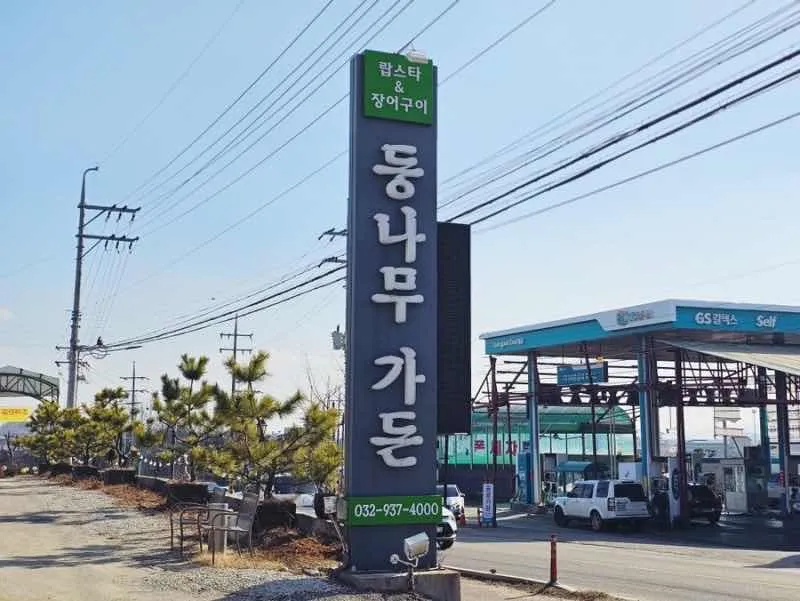 랍스타
&
장어구이
동나무 가든
032-937-4000
GS칼텍스 Self